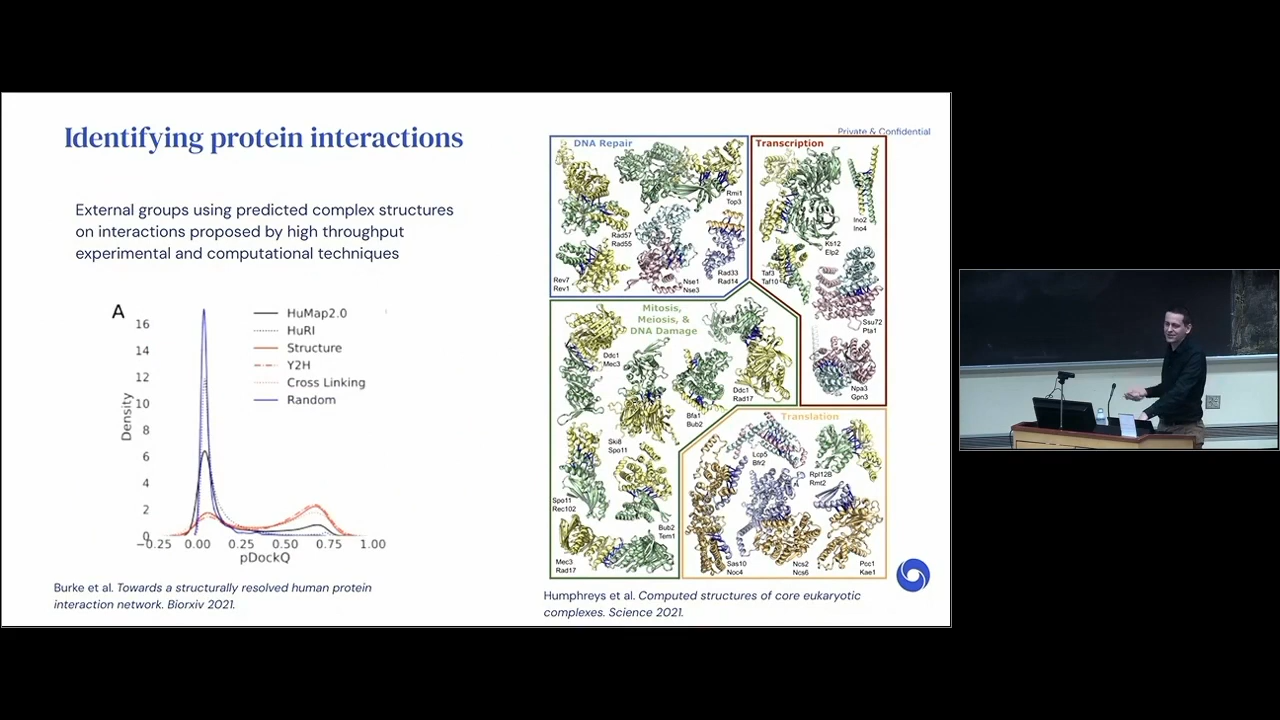 Identifying protein interactions
Private & Confidential
External groups using predicted complex structures
on interactions proposed by high throughput
experimental and computational techniques
A
HuMap2.0
HuRI
Structure
Y2H
Cross Linking
Random
Density
16
14
12
10
8
6
4
2
0
−0.25 0.00 0.25 0.50 0.75 1.00
pDockQ
Burke et al. Towards a structurally resolved human protein
interaction network. Biorxiv 2021.
DNA Repair
Rmi1
Top3
Rad57
Rad55
Rev7
Rev1
Nse1
Nse3
Rad33
Rad14
Transcription
Ino2
Ino4
Kti12
Elp2
Taf3
Taf10
Ssu72
Pta1
Npa3
Gpn3
Mitosis,
Meiosis, &
DNA Damage
Ddc1
Mec3
Ddc1
Rad17
Bfa1
Bub2
Ski8
Spo11
Spo11
Rec102
Bub2
Tem1
Mec3
Rad17
Translation
Lcp5
Bfr2
Rpl12B
Rmt2
Sas10
Noc4
Ncs2
Ncs6
Pcc1
Kae1
Humphreys et al. Computed structures of core eukaryotic
complexes. Science 2021.